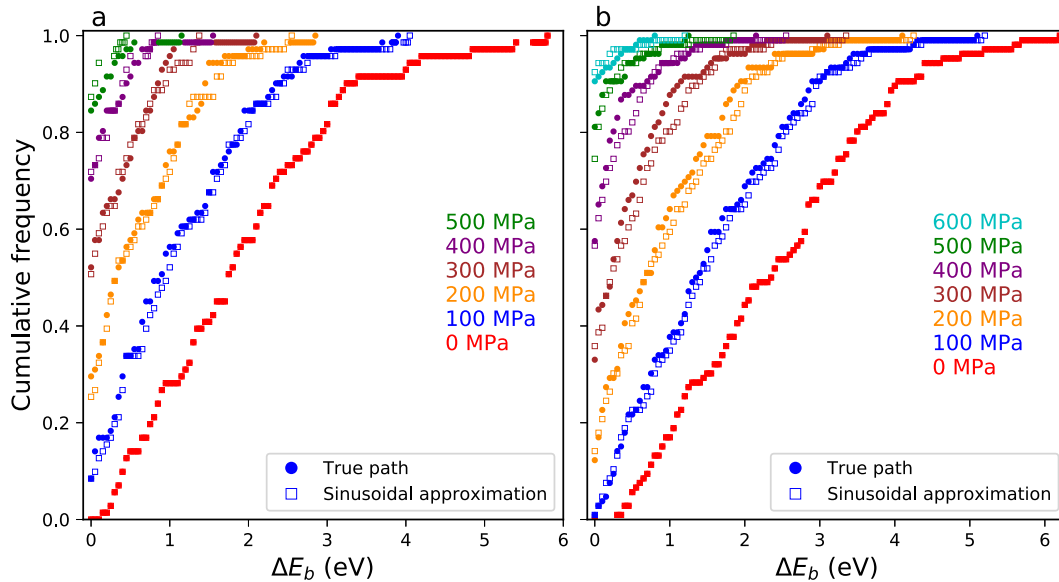 a
b
Cumulative frequency
1.0
0.8
0.6
0.4
0.2
0.0
500 MPa
400 MPa
300 MPa
200 MPa
100 MPa
0 MPa
True path
Sinusoidal approximation
0 1 2 3 4 5 6
ΔE_b (eV)
600 MPa
500 MPa
400 MPa
300 MPa
200 MPa
100 MPa
0 MPa
True path
Sinusoidal approximation
0 1 2 3 4 5 6
ΔE_b (eV)